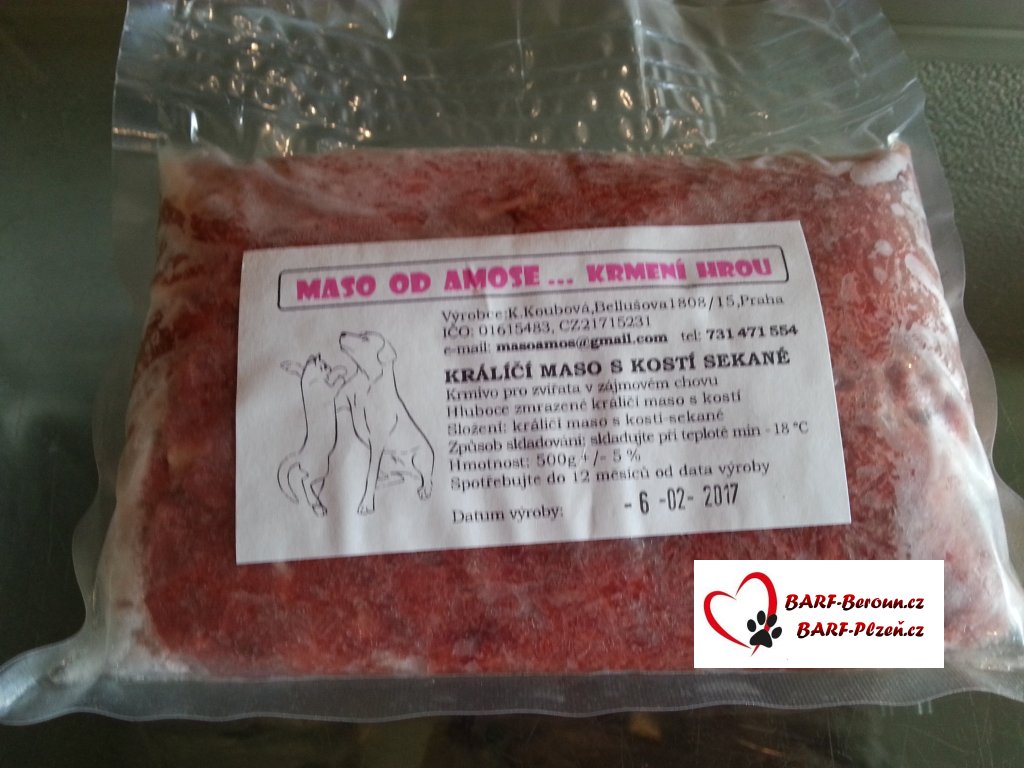 MASO OD AMOSE ... KRMENÍ HROU
Výrobce:K.Koubová,Bellušova1808/15,Praha
IČO: 01615483, CZ21715231
e-mail: masoamos@gmail.com tel: 731 471 554
KRÁLÍČÍ MASO S KOSTÍ SEKANÉ
Krmivo pro zvířata v zájmovém chovu
Hluboce zmrazené králičí maso s kostí
Složení: králičí maso s kostí-sekané
Způsob skladování: skladujte při teplotě min - 18 °C
Hmotnost: 500g +/- 5 %
Spotřebujte do 12 měsíců od data výroby
Datum výroby: - 6 -02- 2017
BARF-Beroun.cz
BARF-Plzeň.cz